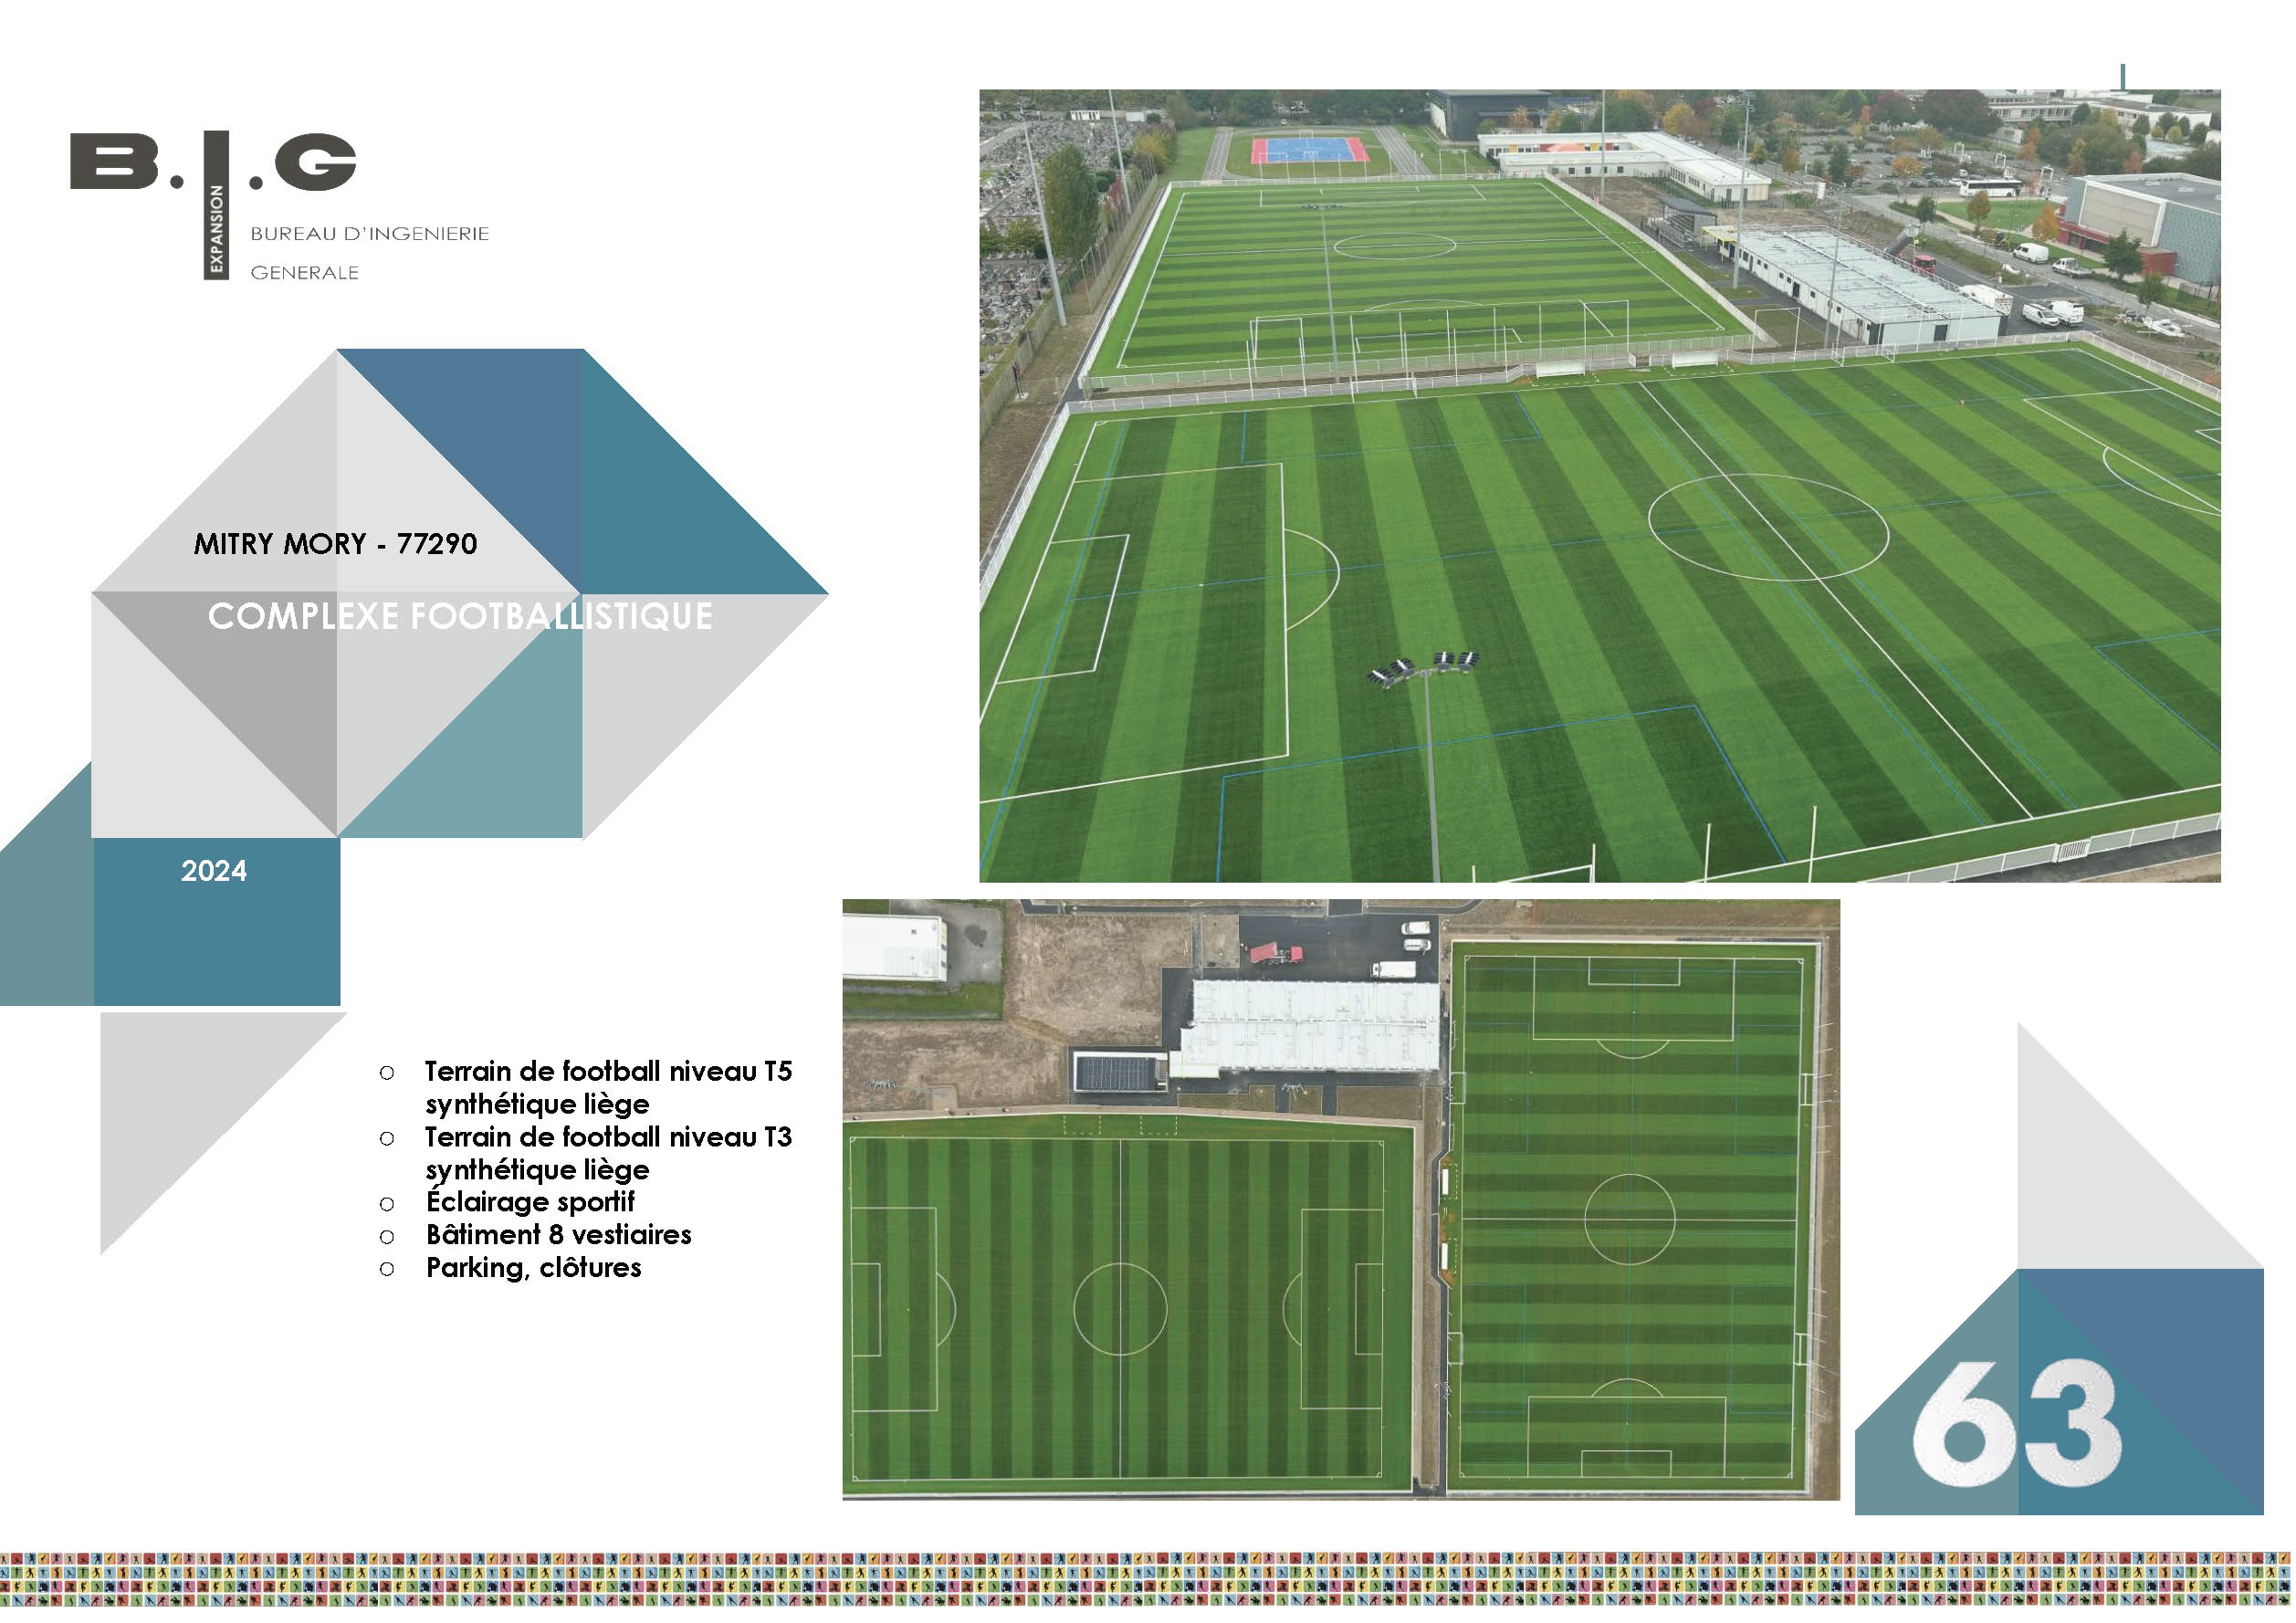 B.I.G
EXPANSION
BUREAU D'INGENIERIE
GENERALE
MITRY MORY - 77290
COMPLEXE FOOTBALLISTIQUE
2024
○ Terrain de football niveau T5
synthétique liège
○ Terrain de football niveau T3
synthétique liège
○ Éclairage sportif
○ Bâtiment 8 vestiaires
○ Parking, clôtures
63